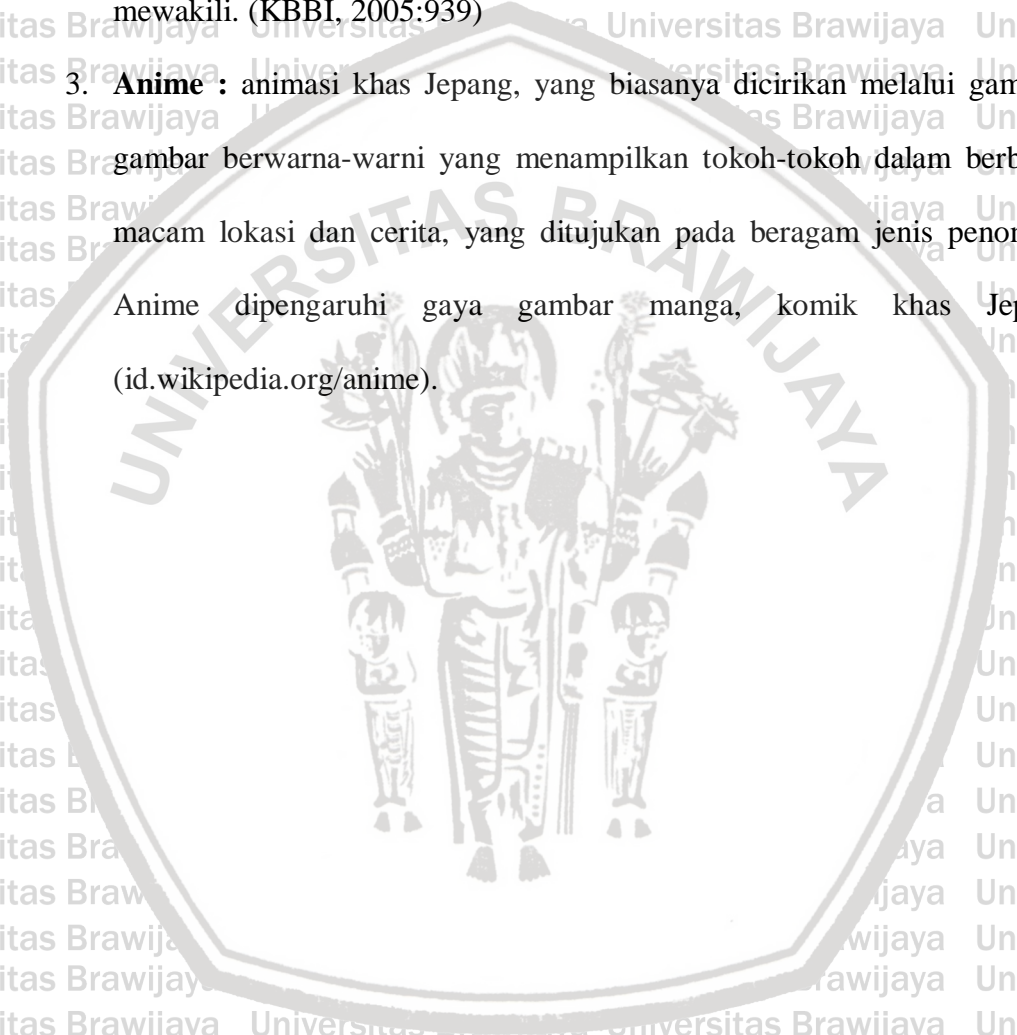 mewakili. (KBBI, 2005:939)
3. Anime : animasi khas Jepang, yang biasanya dicirikan melalui gam
gambar berwarna-warni yang menampilkan tokoh-tokoh dalam berb
macam lokasi dan cerita, yang ditujukan pada beragam jenis penon
Anime dipengaruhi gaya gambar manga, komik khas Jep
(id.wikipedia.org/anime).
UNIVERSITAS BRAWIJAYA